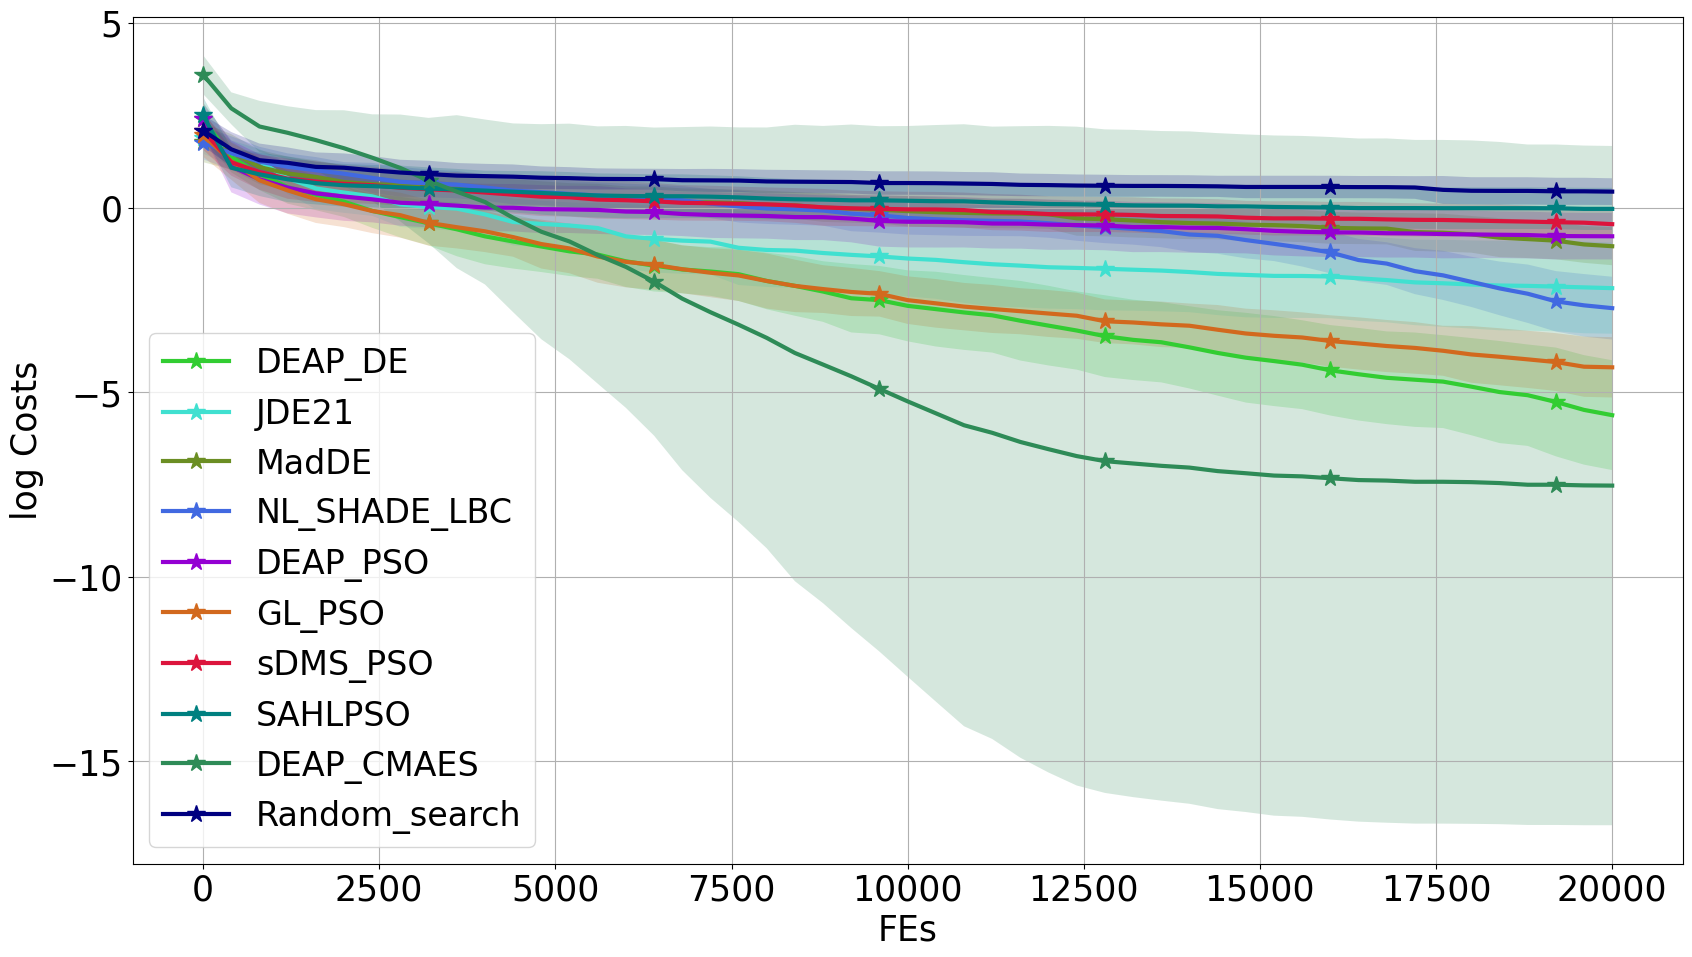 5
0
−5
−10
−15
log Costs
DEAP_DE
JDE21
MadDE
NL_SHADE_LBC
DEAP_PSO
GL_PSO
sDMS_PSO
SAHLPSO
DEAP_CMAES
Random_search
0 2500 5000 7500 10000 12500 15000 17500 20000
FEs